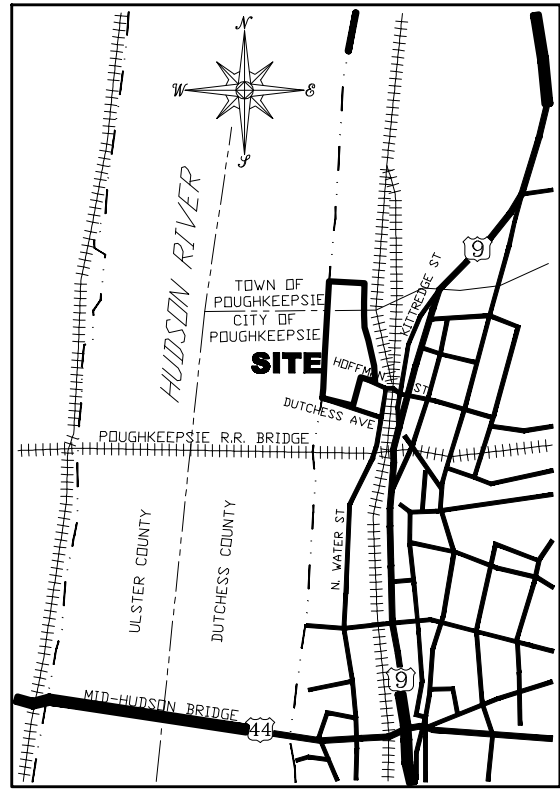 N
W
E
S
HUDSON RIVER
9
KITTREDGE ST
TOWN OF
POUGHKEEPSIE
CITY OF
POUGHKEEPSIE
SITE
HOFFMAN ST
DUTCHESS AVE
POUGHKEEPSIE R.R. BRIDGE
ULSTER COUNTY
DUTCHESS COUNTY
N. WATER ST
9
MID-HUDSON BRIDGE
44